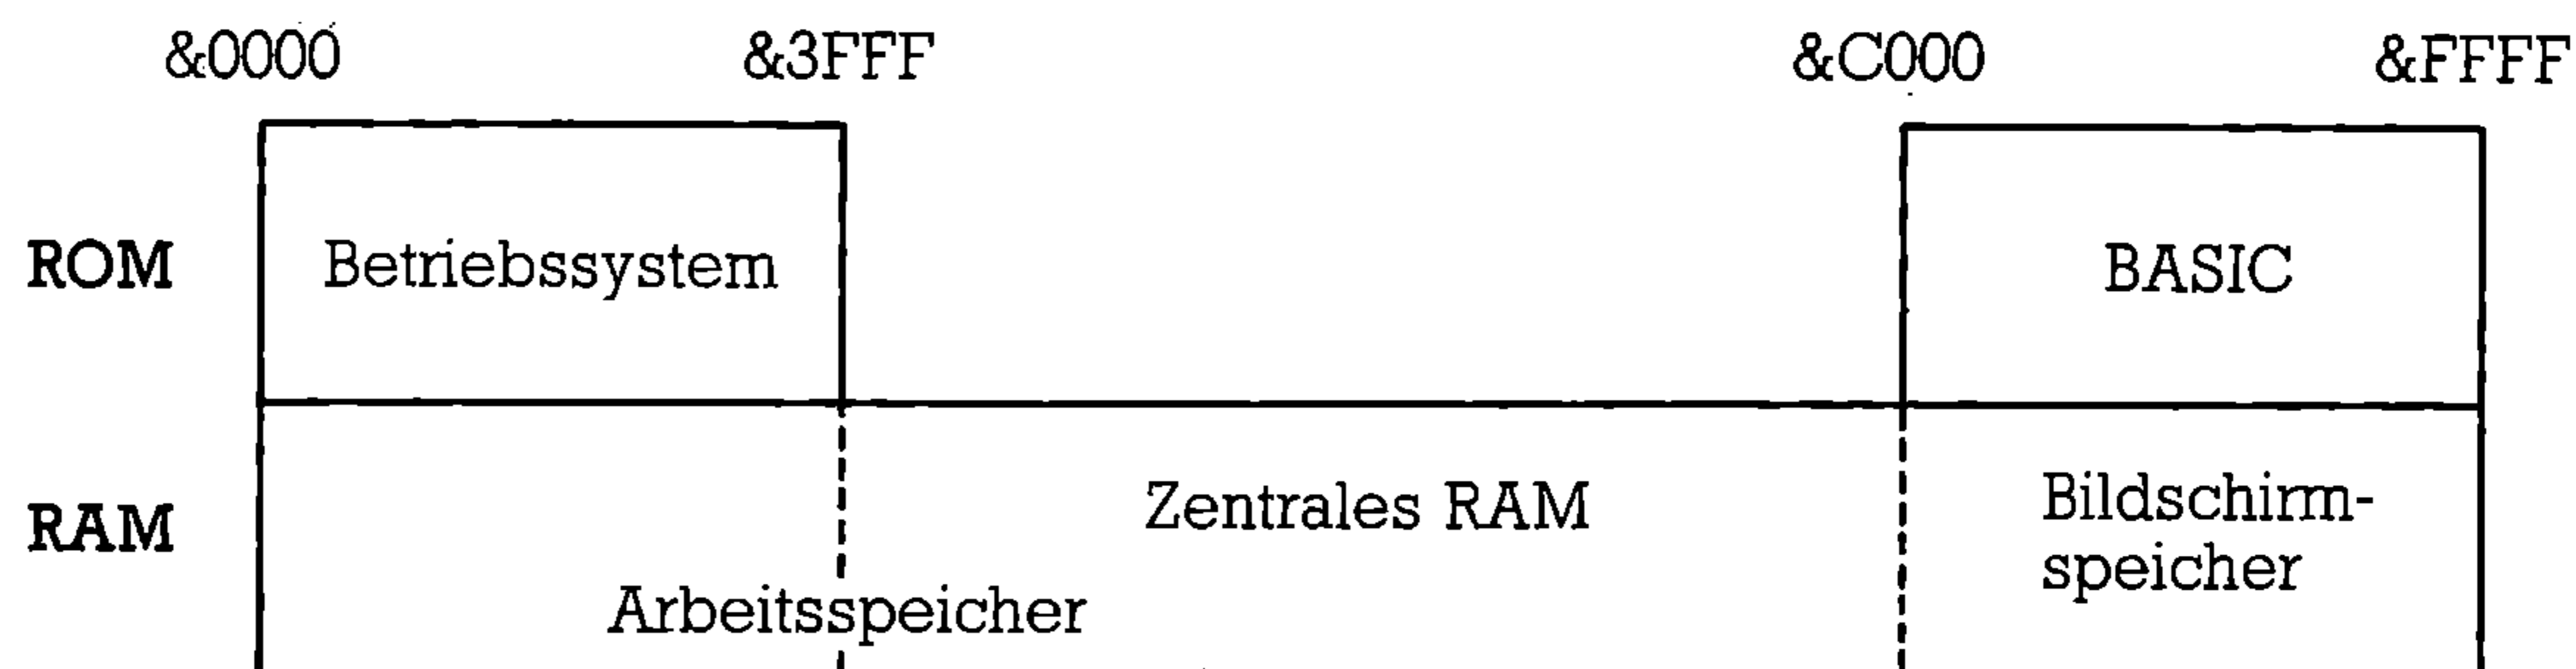 &0000 &3FFF &C000 &FFFF
ROM Betriebssystem BASIC
RAM Zentrales RAM Bildschirm-
speicher
Arbeitsspeicher